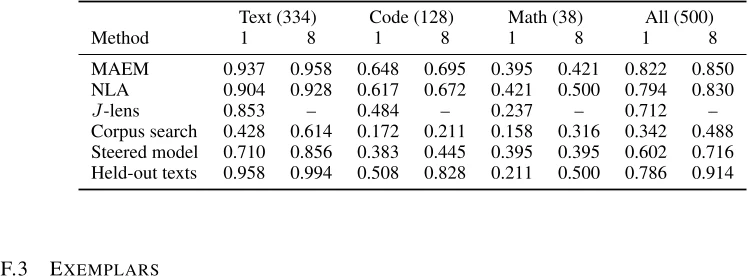 Text (334) Code (128) Math (38) All (500)
Method 1 8 1 8 1 8 1 8
MAEM 0.937 0.958 0.648 0.695 0.395 0.421 0.822 0.850
NLA 0.904 0.928 0.617 0.672 0.421 0.500 0.794 0.830
J-lens 0.853 – 0.484 – 0.237 – 0.712 –
Corpus search 0.428 0.614 0.172 0.211 0.158 0.316 0.342 0.488
Steered model 0.710 0.856 0.383 0.445 0.395 0.395 0.602 0.716
Held-out texts 0.958 0.994 0.508 0.828 0.211 0.500 0.786 0.914
F.3 EXEMPLARS